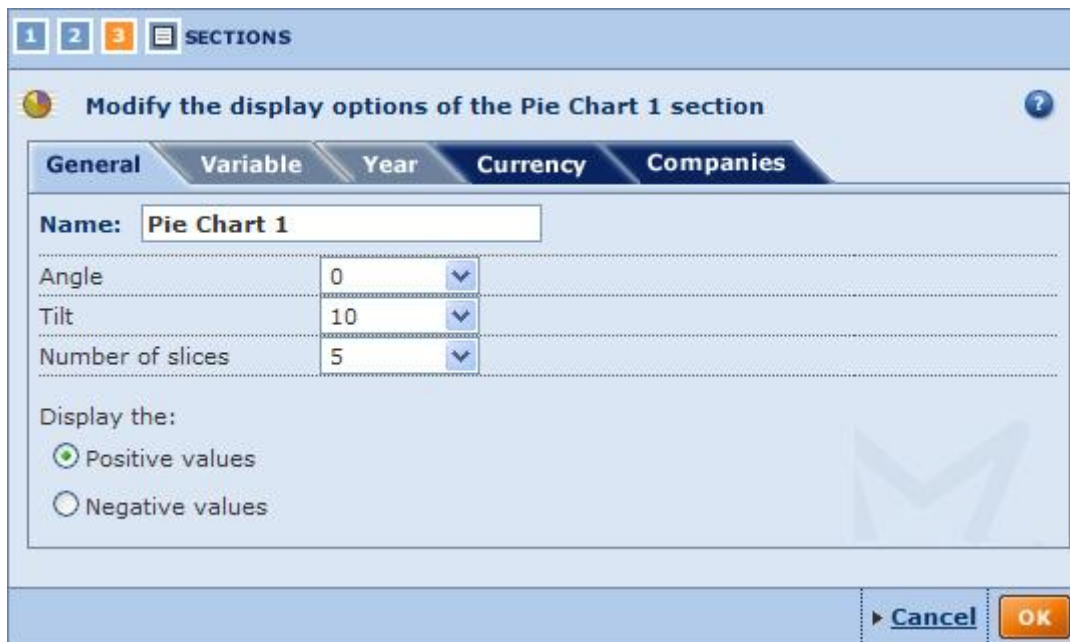 1 2 3 SECTIONS
Modify the display options of the Pie Chart 1 section ?
General Variable Year Currency Companies
Name: Pie Chart 1
Angle 0
Tilt 10
Number of slices 5
Display the:
Positive values
Negative values
M
Cancel OK